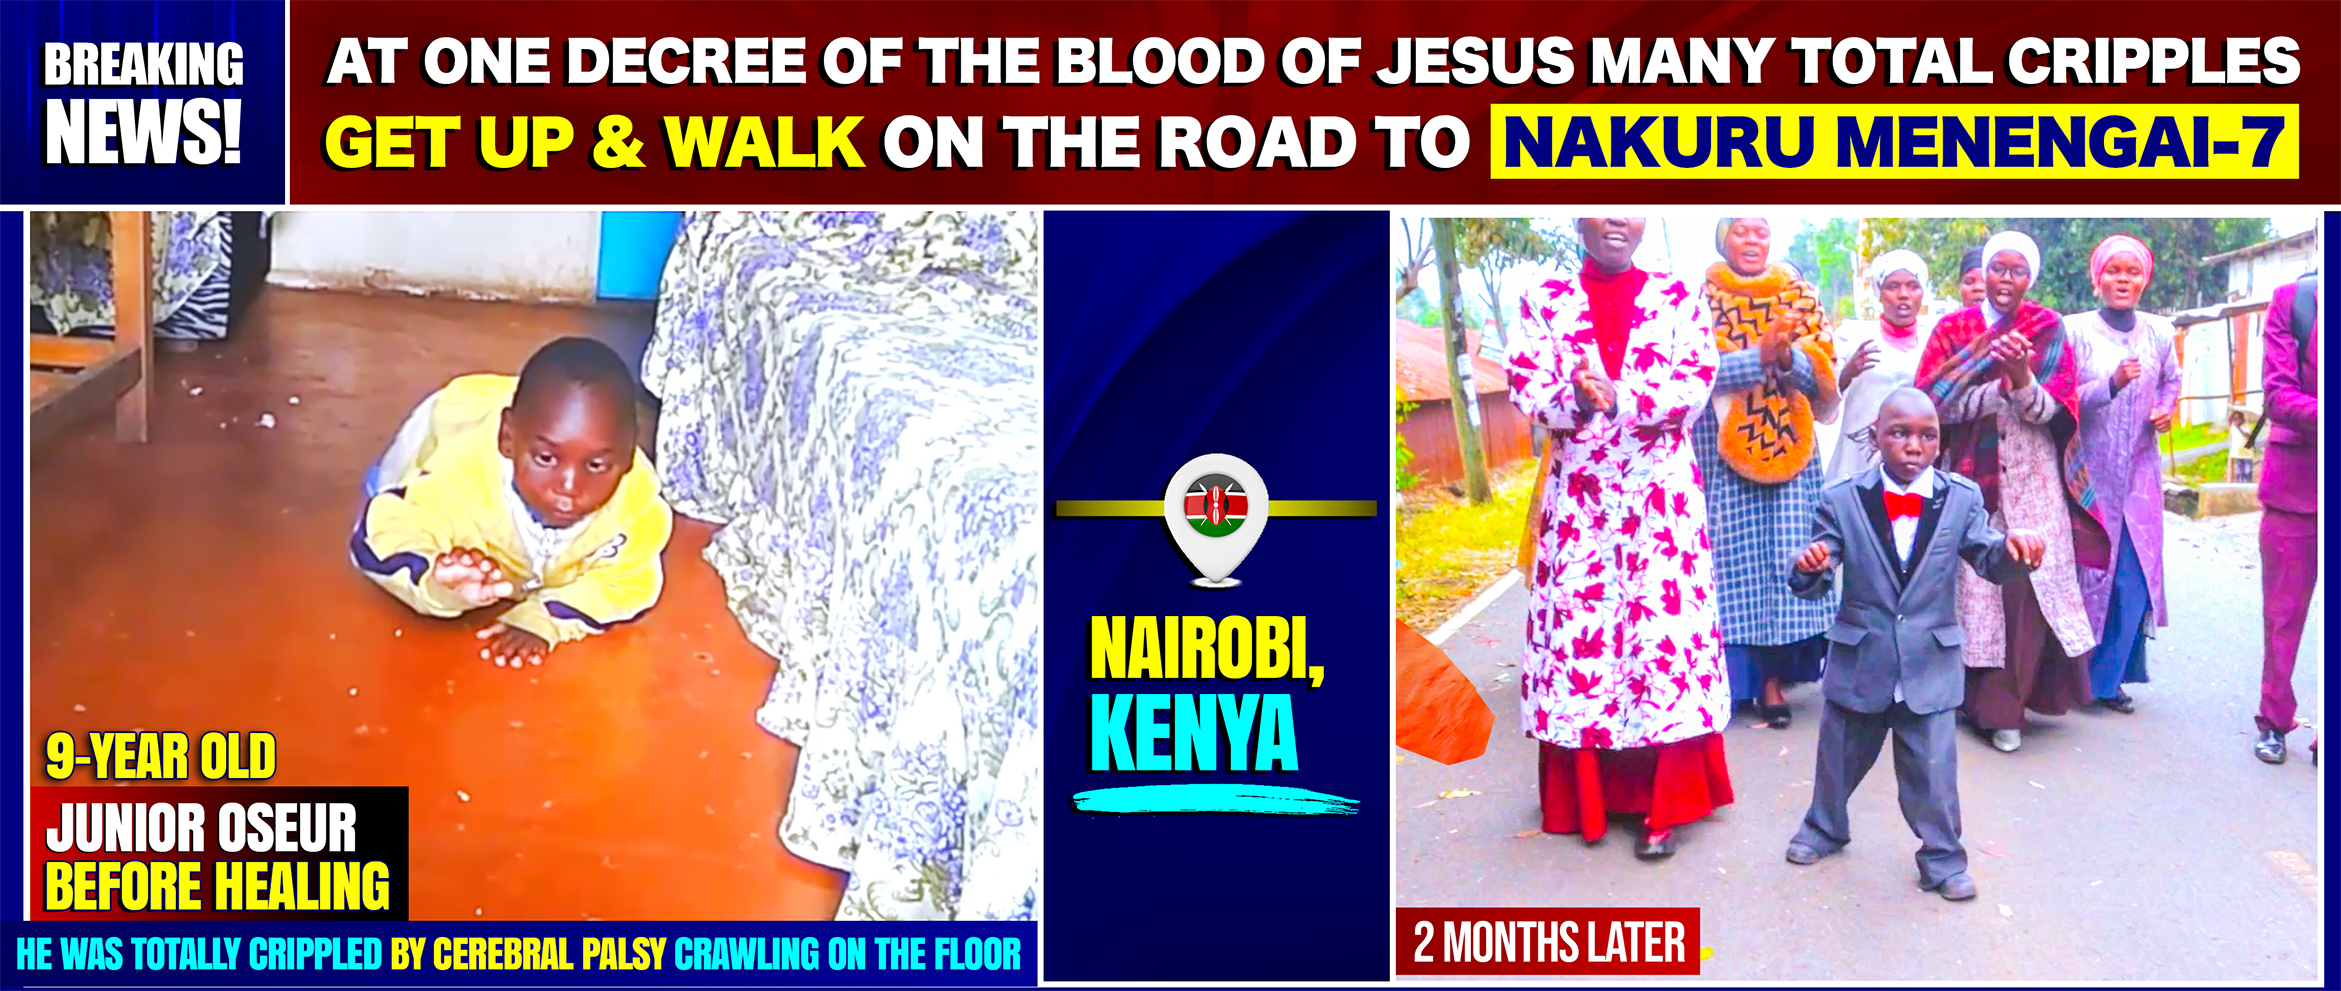 BREAKING
NEWS!
AT ONE DECREE OF THE BLOOD OF JESUS MANY TOTAL CRIPPLES
GET UP & WALK ON THE ROAD TO NAKURU MENENGAI-7
9-YEAR OLD
JUNIOR OSEUR
BEFORE HEALING
HE WAS TOTALLY CRIPPLED BY CEREBRAL PALSY CRAWLING ON THE FLOOR
NAIROBI,
KENYA
2 MONTHS LATER